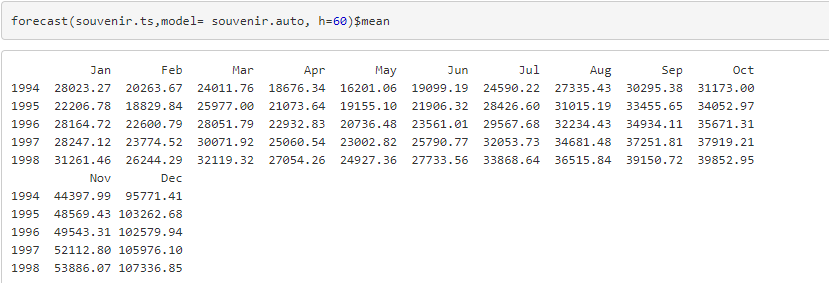 forecast(souvenir.ts,model= souvenir.auto, h=60)$mean
Jan Feb Mar Apr May Jun Jul Aug Sep Oct
1994 28023.27 20263.67 24011.76 18676.34 16201.06 19099.19 24590.22 27335.43 30295.38 31173.00
1995 22206.78 18829.84 25977.00 21073.64 19155.10 21906.32 28426.60 31015.19 33455.65 34052.97
1996 28164.72 22600.79 28051.79 22932.83 20736.48 23561.01 29567.68 32234.43 34934.11 35671.31
1997 28247.12 23774.52 30071.92 25060.54 23002.82 25790.77 32053.73 34681.48 37251.81 37919.21
1998 31261.46 26244.29 32119.32 27054.26 24927.36 27733.56 33868.64 36515.84 39150.72 39852.95
Nov Dec
1994 44397.99 95771.41
1995 48569.43 103262.68
1996 49543.31 102579.94
1997 52112.80 105976.10
1998 53886.07 107336.85